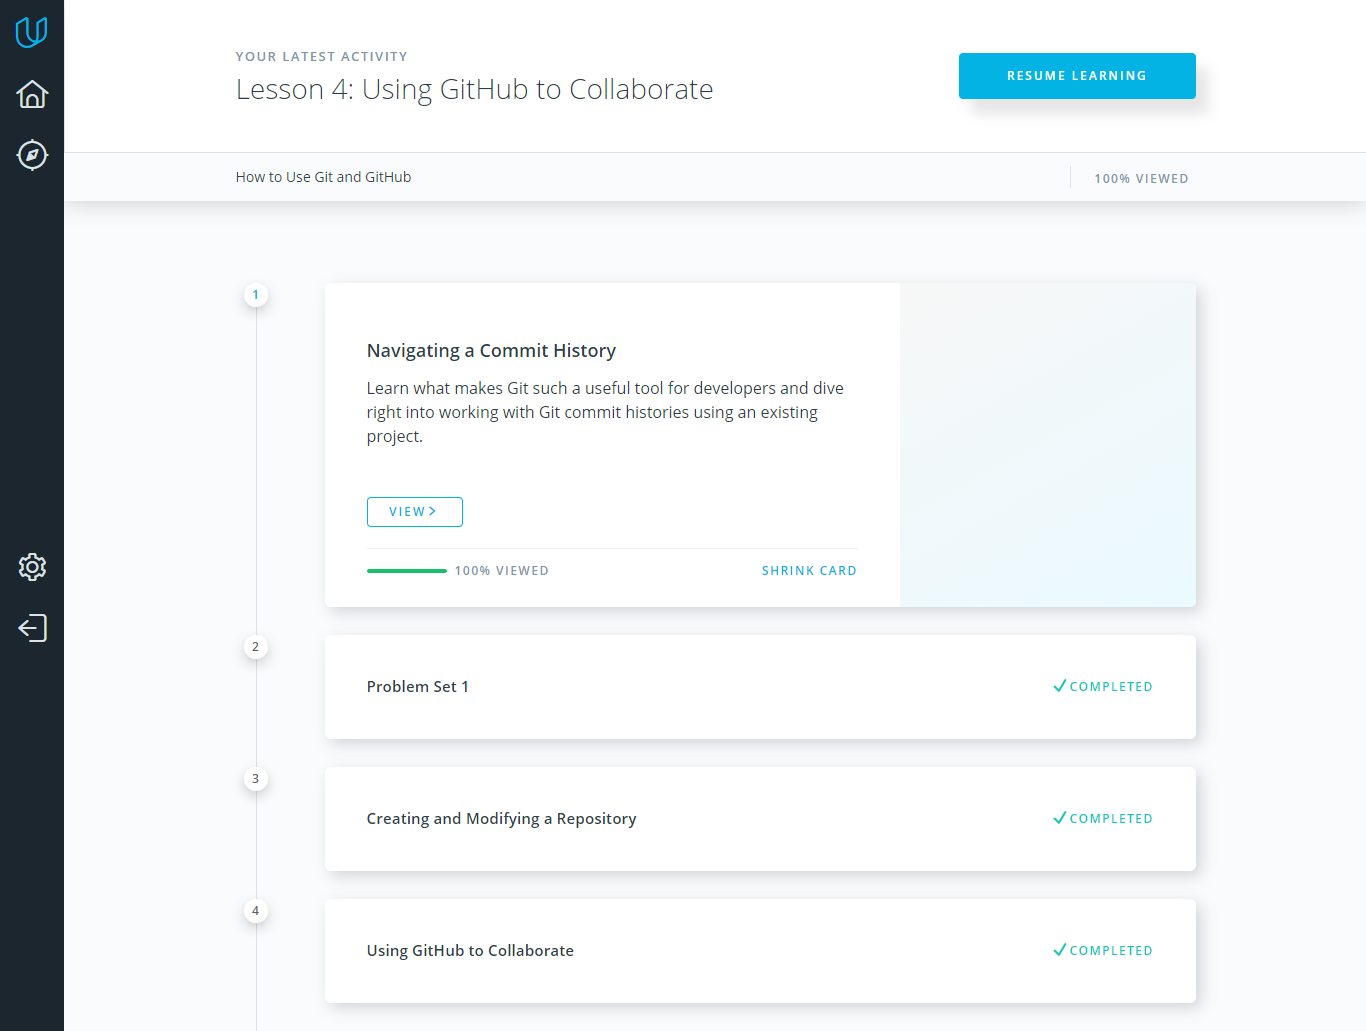 YOUR LATEST ACTIVITY
Lesson 4: Using GitHub to Collaborate
RESUME LEARNING
How to Use Git and GitHub
100% VIEWED
1
Navigating a Commit History
Learn what makes Git such a useful tool for developers and dive
right into working with Git commit histories using an existing
project.
VIEW
100% VIEWED
SHRINK CARD
2
Problem Set 1
COMPLETED
3
Creating and Modifying a Repository
COMPLETED
4
Using GitHub to Collaborate
COMPLETED